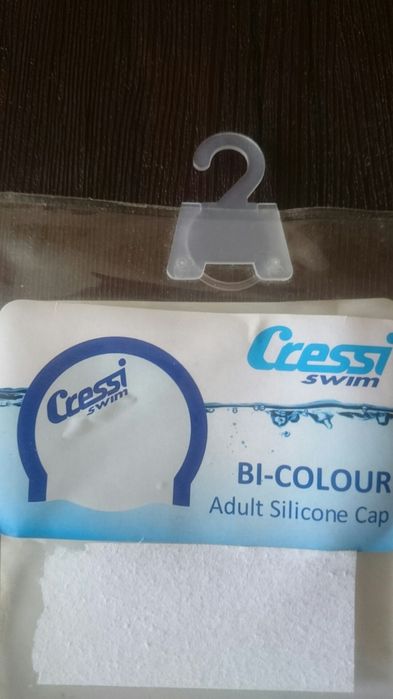 Cressi
SWIM
Cressi
SWIM
BI-COLOUR
Adult Silicone Cap